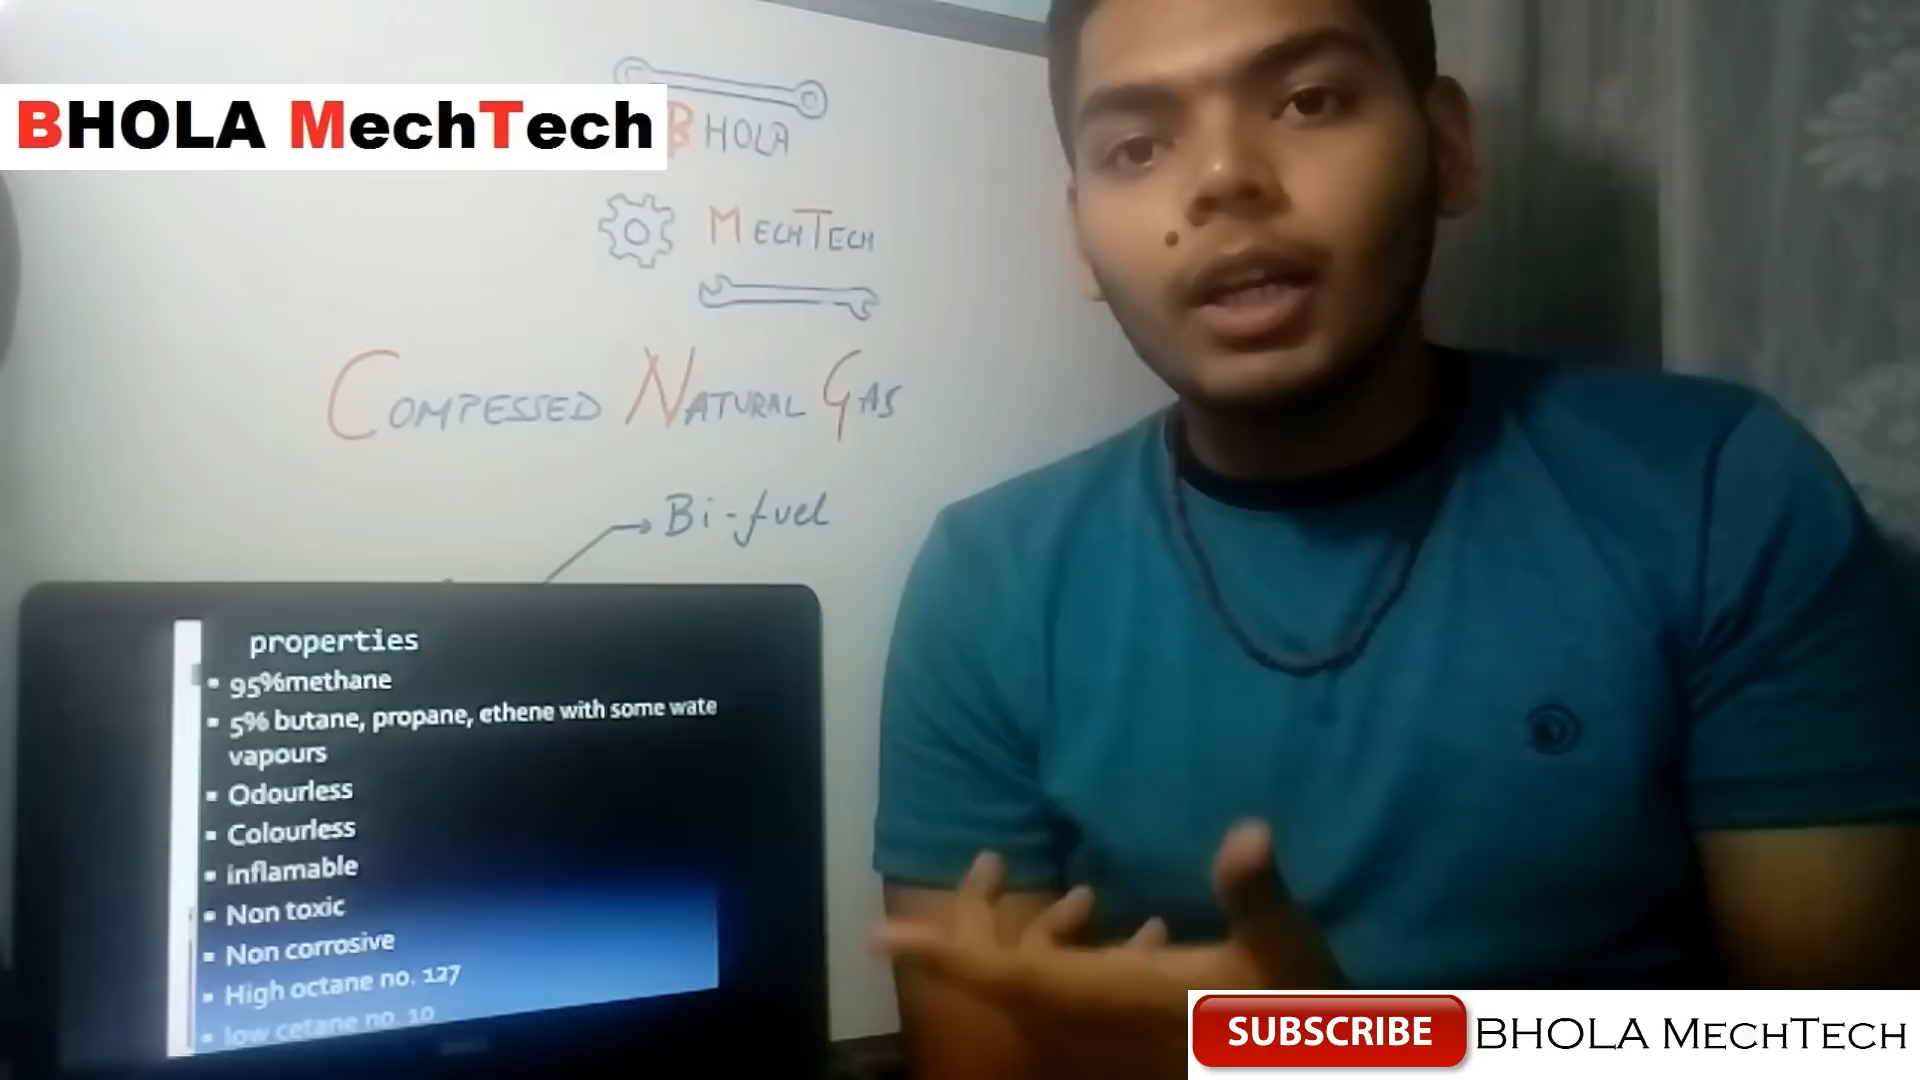 BHOLA MechTech
BHOLA
MECHTECH
COMPESSED NATURAL GAS
Bi-fuel
properties
95%methane
5% butane, propane, ethene with some wate
vapours
Odourless
Colourless
inflamable
Non toxic
Non corrosive
High octane no. 127
low cetane no. 10
DELL
SUBSCRIBE BHOLA MECHTECH